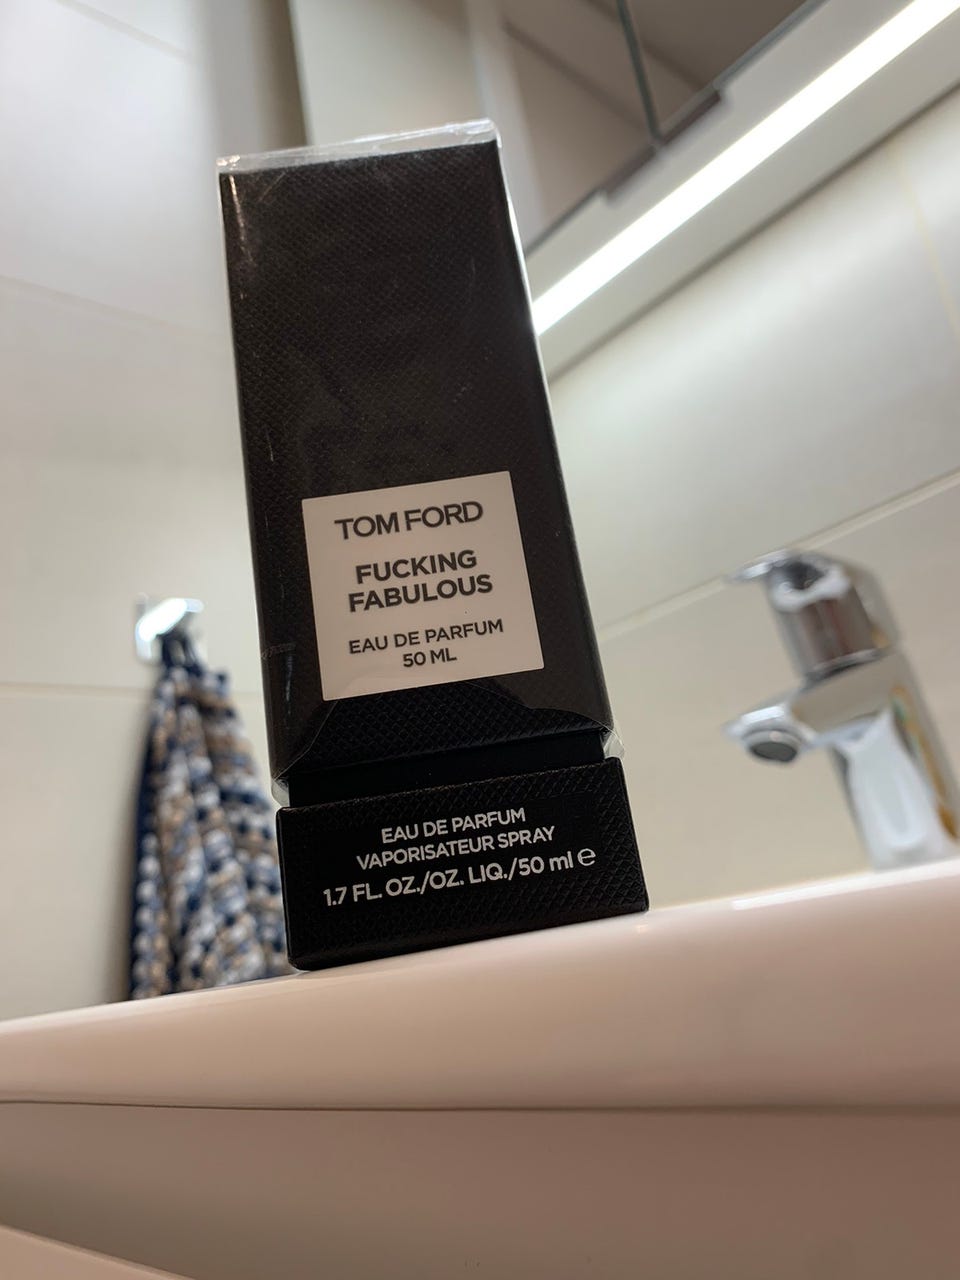 TOM FORD
FUCKING
FABULOUS
EAU DE PARFUM
50 ML
EAU DE PARFUM
VAPORISATEUR SPRAY
1.7 FL. OZ./OZ. LIQ./50 ml ℮